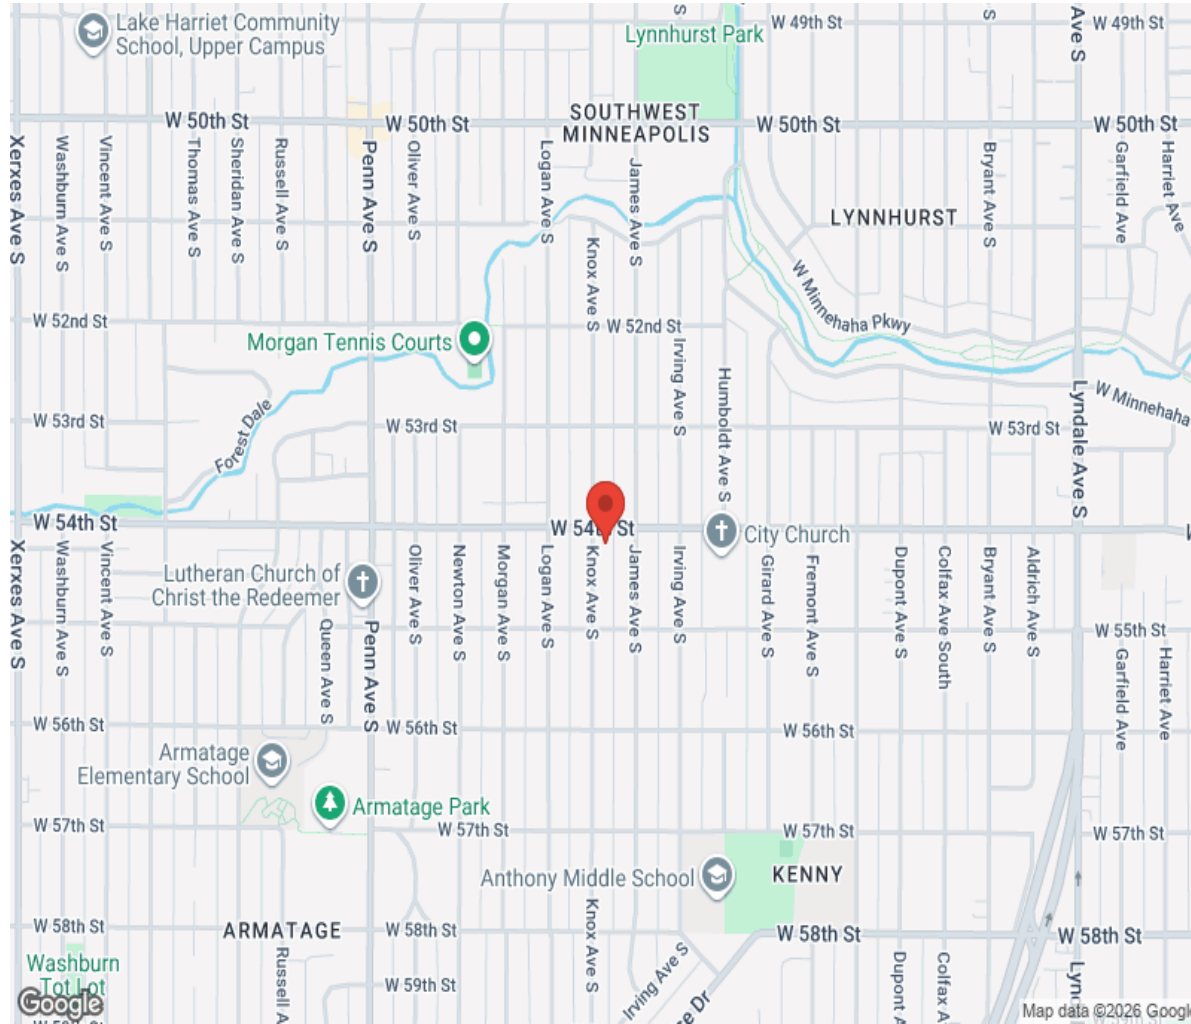 Lake Harriet Community
School, Upper Campus
Lynnhurst Park
W 49th St
W 49th St
Ave S
S
S
SOUTHWEST
MINNEAPOLIS
W 50th St
W 50th St
W 50th St
W 50th St
Xerxes Ave S
Washburn Ave S
Vincent Ave S
Thomas Ave S
Sheridan Ave S
Russell Ave S
Penn Ave S
Oliver Ave S
Logan Ave S
James Ave S
Knox Ave S
Bryant Ave S
Garfield Ave
Harriet Ave
LYNNHURST
W Minnehaha Pkwy
W 52nd St
W 52nd St
Morgan Tennis Courts
Irving Ave S
Humboldt Ave S
Lyndale Ave S
W Minnehaha
Forest Dale
W 53rd St
W 53rd St
W 53rd St
W 54th St
W 54th St
City Church
Lutheran Church of
Christ the Redeemer
Xerxes Ave S
Washburn Ave S
Vincent Ave S
Queen Ave S
Penn Ave S
Oliver Ave S
Newton Ave S
Morgan Ave S
Logan Ave S
Knox Ave S
James Ave S
Irving Ave S
Girard Ave S
Fremont Ave S
Dupont Ave S
Colfax Ave South
Bryant Ave S
Aldrich Ave S
W 55th St
Garfield Ave
Harriet Ave
W 56th St
W 56th St
W 56th St
Armatage
Elementary School
Armatage Park
W 57th St
W 57th St
W 57th St
W 57th St
Anthony Middle School
KENNY
ARMATAGE
W 58th St
W 58th St
W 58th St
W 58th St
Knox Ave S
Irving Ave S
Russell A
Dupont A
Colfax A
Lyn
se Dr
W 59th St
Washburn
Tot Lot
Google
Map data ©2026 Google